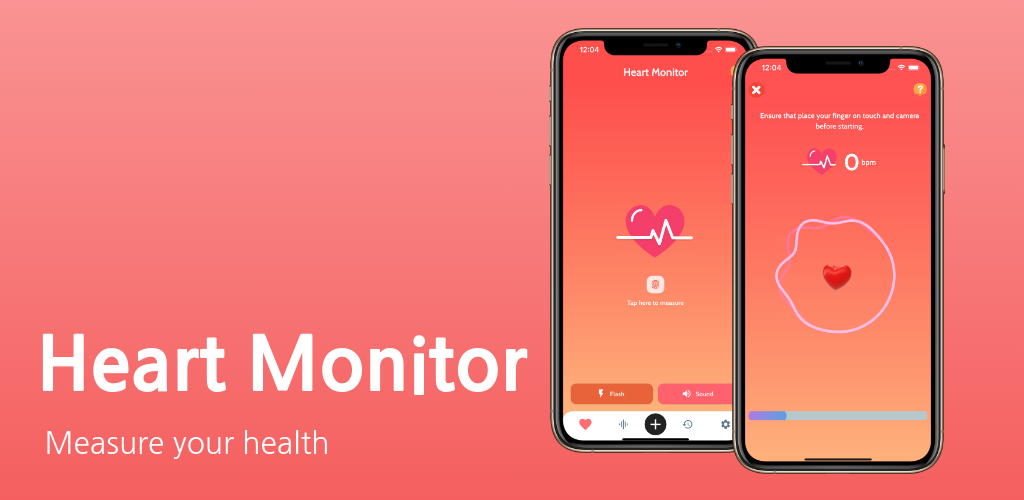 Heart Monitor
Measure your health
12:04
Heart Monitor
Tap here to measure
Flash
Sound
12:04
?
Ensure that place your finger on touch and camera
before starting.
0 bpm